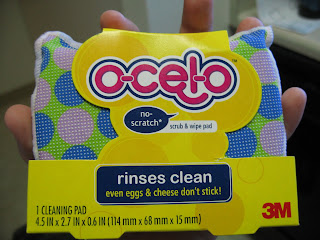 o-cel-o™
no-
scratch*
scrub & wipe pad
rinses clean
even eggs & cheese don't stick!
1 CLEANING PAD
4.5 IN x 2.7 IN x 0.6 IN (114 mm x 68 mm x 15 mm)
3M